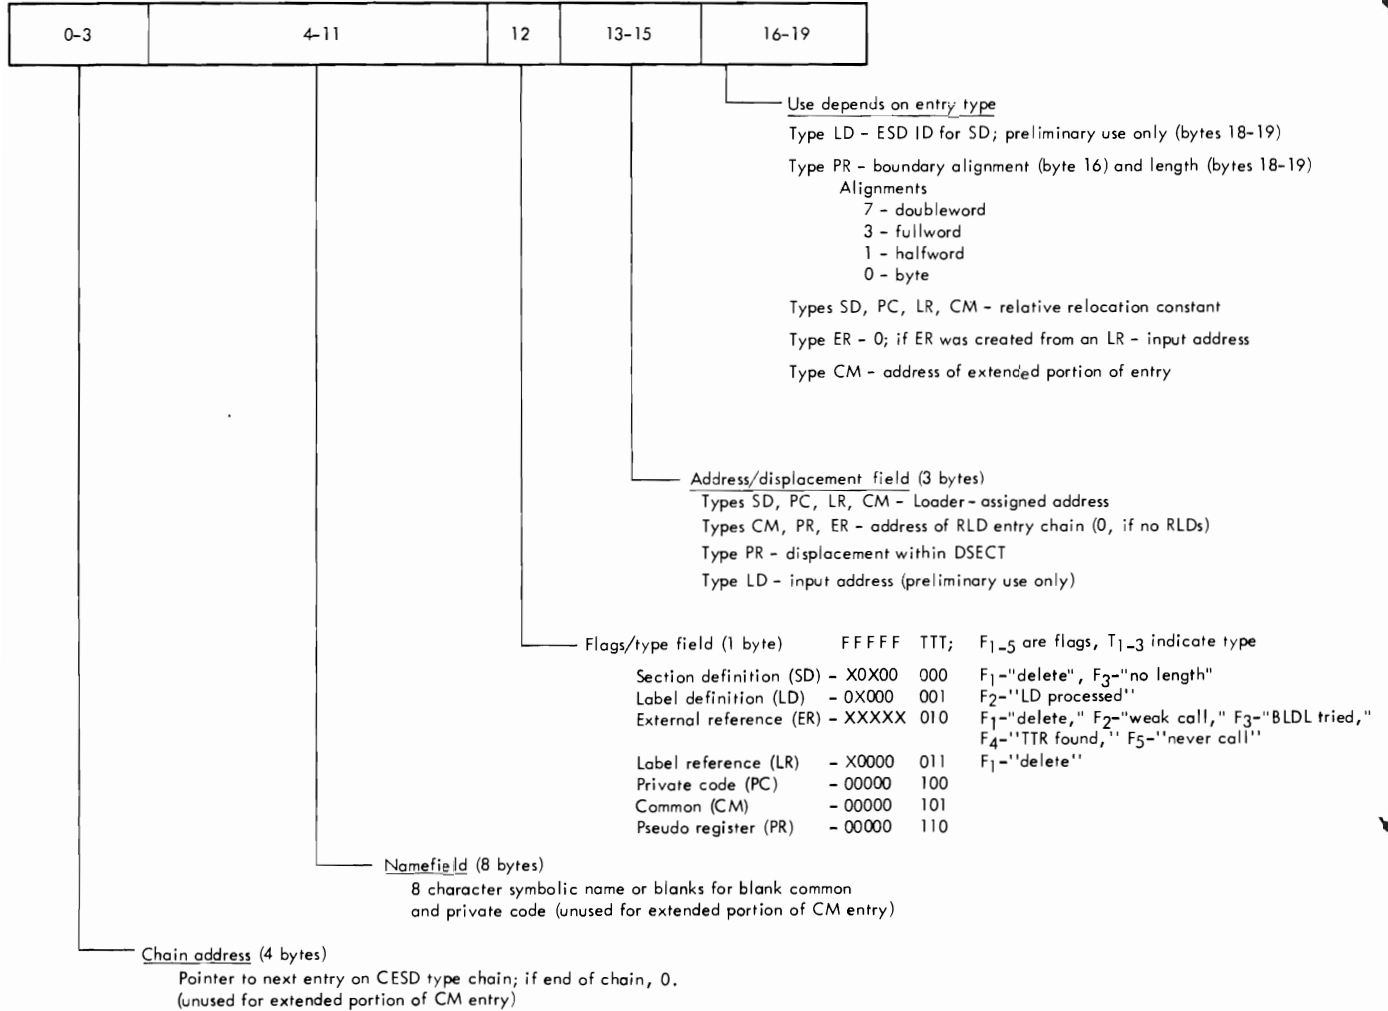 0-3 4-11 12 13-15 16-19
Use depends on entry type
Type LD - ESD ID for SD; preliminary use only (bytes 18-19)
Type PR - boundary alignment (byte 16) and length (bytes 18-19)
Alignments
7 - doubleword
3 - fullword
1 - halfword
0 - byte
Types SD, PC, LR, CM - relative relocation constant
Type ER - 0; if ER was created from an LR - input address
Type CM - address of extended portion of entry
Address/displacement field (3 bytes)
Types SD, PC, LR, CM - Loader-assigned address
Types CM, PR, ER - address of RLD entry chain (0, if no RLDs)
Type PR - displacement within DSECT
Type LD - input address (preliminary use only)
Flags/type field (1 byte) FFFFF TTT; F1-5 are flags, T1-3 indicate type
Section definition (SD) - X0X00 000 F1-"delete", F3-"no length"
Label definition (LD) - 0X000 001 F2-"LD processed"
External reference (ER) - XXXXX 010 F1-"delete," F2-"weak call," F3-"BLDL tried,"
F4-"TTR found," F5-"never call"
Label reference (LR) - X0000 011 F1-"delete"
Private code (PC) - 00000 100
Common (CM) - 00000 101
Pseudo register (PR) - 00000 110
Namefield (8 bytes)
8 character symbolic name or blanks for blank common
and private code (unused for extended portion of CM entry)
Chain address (4 bytes)
Pointer to next entry on CESD type chain; if end of chain, 0.
(unused for extended portion of CM entry)